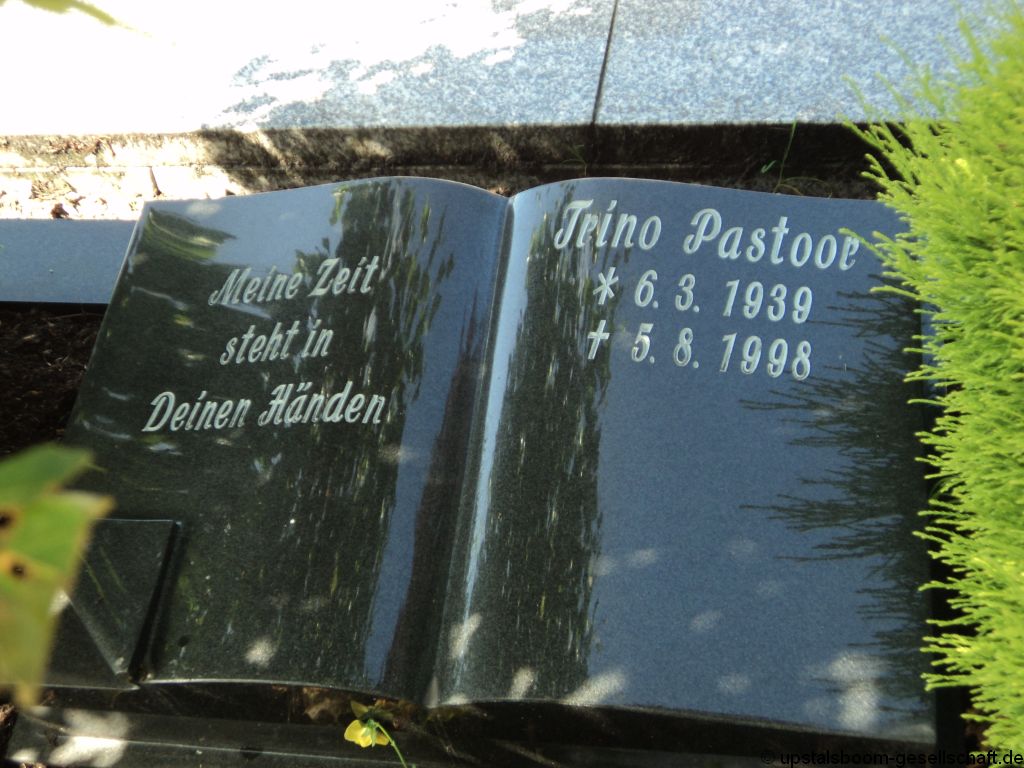 Meine Zeit
steht in
Deinen Händen
Trino Pastoor
* 6. 3. 1939
† 5. 8. 1998
© upstalsboom-gesellschaft.de